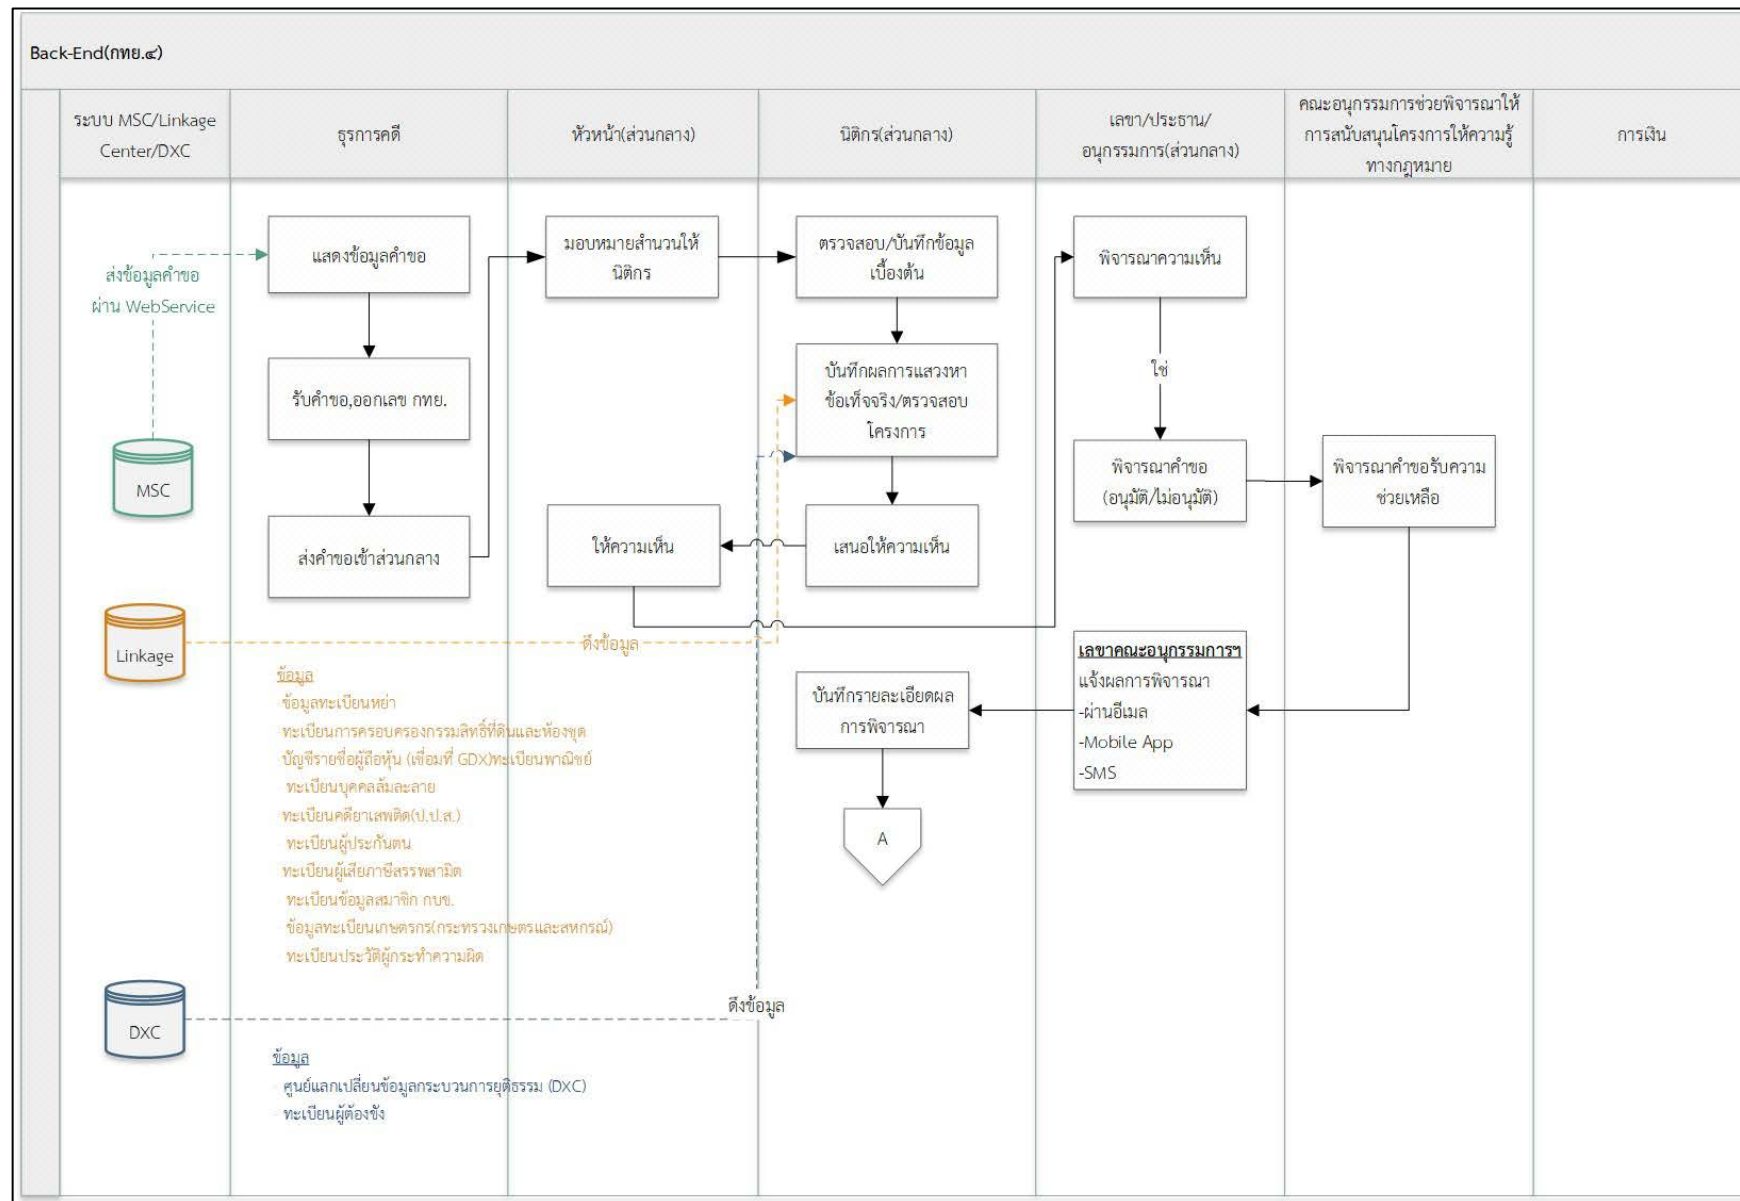 Back-End(กทย.๔)
ระบบ MSC/Linkage
Center/DXC
ธุรการคดี
หัวหน้า(ส่วนกลาง)
นิติกร(ส่วนกลาง)
เลขา/ประธาน/
อนุกรรมการ(ส่วนกลาง)
คณะอนุกรรมการช่วยพิจารณาให้
การสนับสนุนโครงการให้ความรู้
ทางกฎหมาย
การเงิน
ส่งข้อมูลคำขอ
ผ่าน WebService
แสดงข้อมูลคำขอ
มอบหมายสำนวนให้
นิติกร
ตรวจสอบ/บันทึกข้อมูล
เบื้องต้น
พิจารณาความเห็น
รับคำขอ,ออกเลข กทย.
บันทึกผลการแสวงหา
ข้อเท็จจริง/ตรวจสอบ
โครงการ
ใช่
MSC
ส่งคำขอเข้าส่วนกลาง
ให้ความเห็น
เสนอให้ความเห็น
พิจารณาคำขอ
(อนุมัติ/ไม่อนุมัติ)
พิจารณาคำขอรับความ
ช่วยเหลือ
Linkage
ดึงข้อมูล
ข้อมูล
ข้อมูลทะเบียนหย่า
ทะเบียนการครอบครองกรรมสิทธิ์ที่ดินและห้องชุด
บัญชีรายชื่อผู้ถือหุ้น (เชื่อมที่ GDX)ทะเบียนพาณิชย์
ทะเบียนบุคคลล้มละลาย
ทะเบียนคดียาเสพติด(ป.ป.ส.)
ทะเบียนผู้ประกันตน
ทะเบียนผู้เสียภาษีสรรพสามิต
ทะเบียนข้อมูลสมาชิก กบข.
ข้อมูลทะเบียนเกษตรกร(กระทรวงเกษตรและสหกรณ์)
ทะเบียนประวัติผู้กระทำความผิด
บันทึกรายละเอียดผล
การพิจารณา
A
เลขาคณะอนุกรรมการฯ
แจ้งผลการพิจารณา
-ผ่านอีเมล
-Mobile App
-SMS
DXC
ดึงข้อมูล
ข้อมูล
- ศูนย์แลกเปลี่ยนข้อมูลกระบวนการยุติธรรม (DXC)
- ทะเบียนผู้ต้องขัง